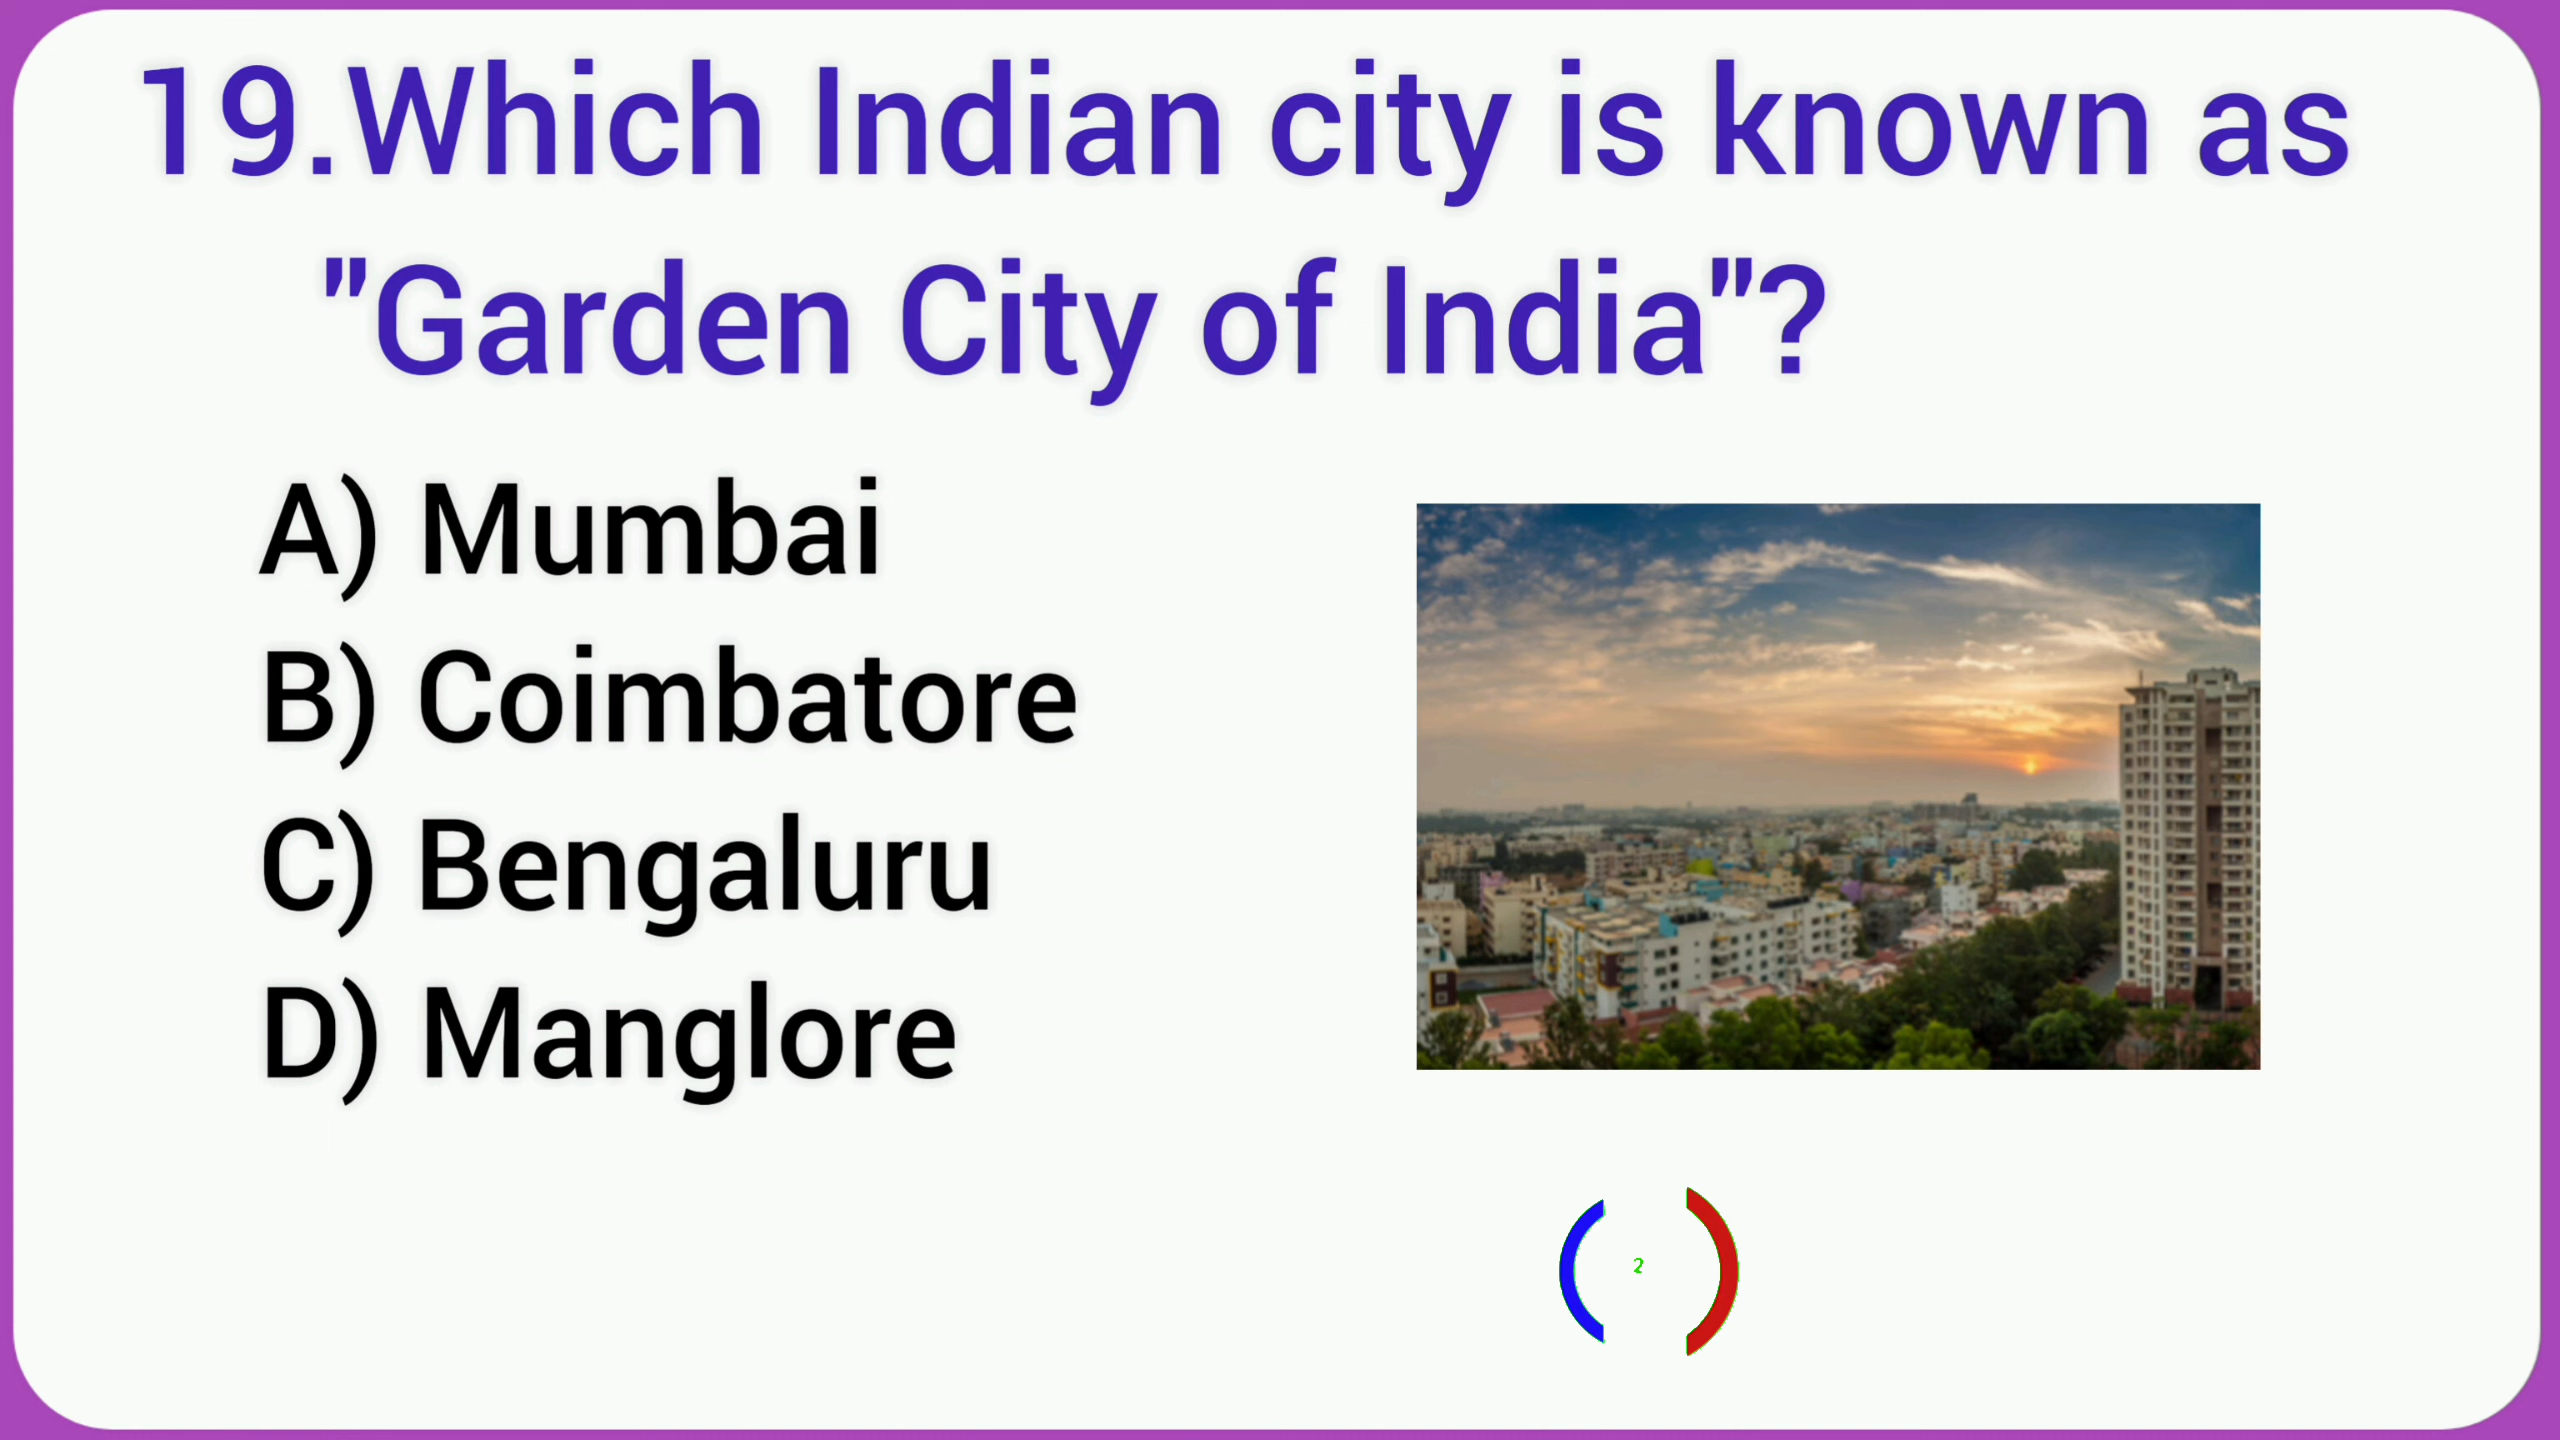 19.Which Indian city is known as
"Garden City of India"?
A) Mumbai
B) Coimbatore
C) Bengaluru
D) Manglore
2